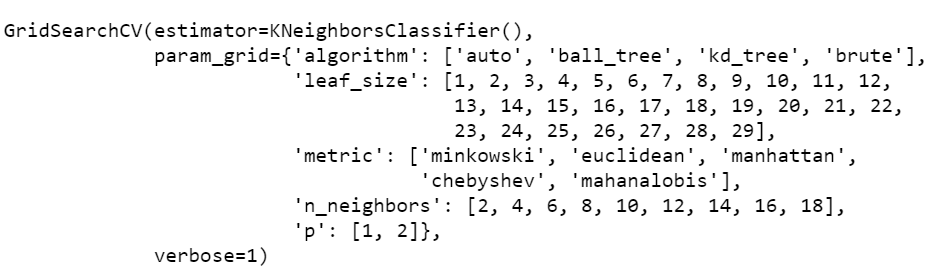 GridSearchCV(estimator=KNeighborsClassifier(),
             param_grid={'algorithm': ['auto', 'ball_tree', 'kd_tree', 'brute'],
                         'leaf_size': [1, 2, 3, 4, 5, 6, 7, 8, 9, 10, 11, 12,
                                       13, 14, 15, 16, 17, 18, 19, 20, 21, 22,
                                       23, 24, 25, 26, 27, 28, 29],
                         'metric': ['minkowski', 'euclidean', 'manhattan',
                                    'chebyshev', 'mahanalobis'],
                         'n_neighbors': [2, 4, 6, 8, 10, 12, 14, 16, 18],
                         'p': [1, 2]},
             verbose=1)